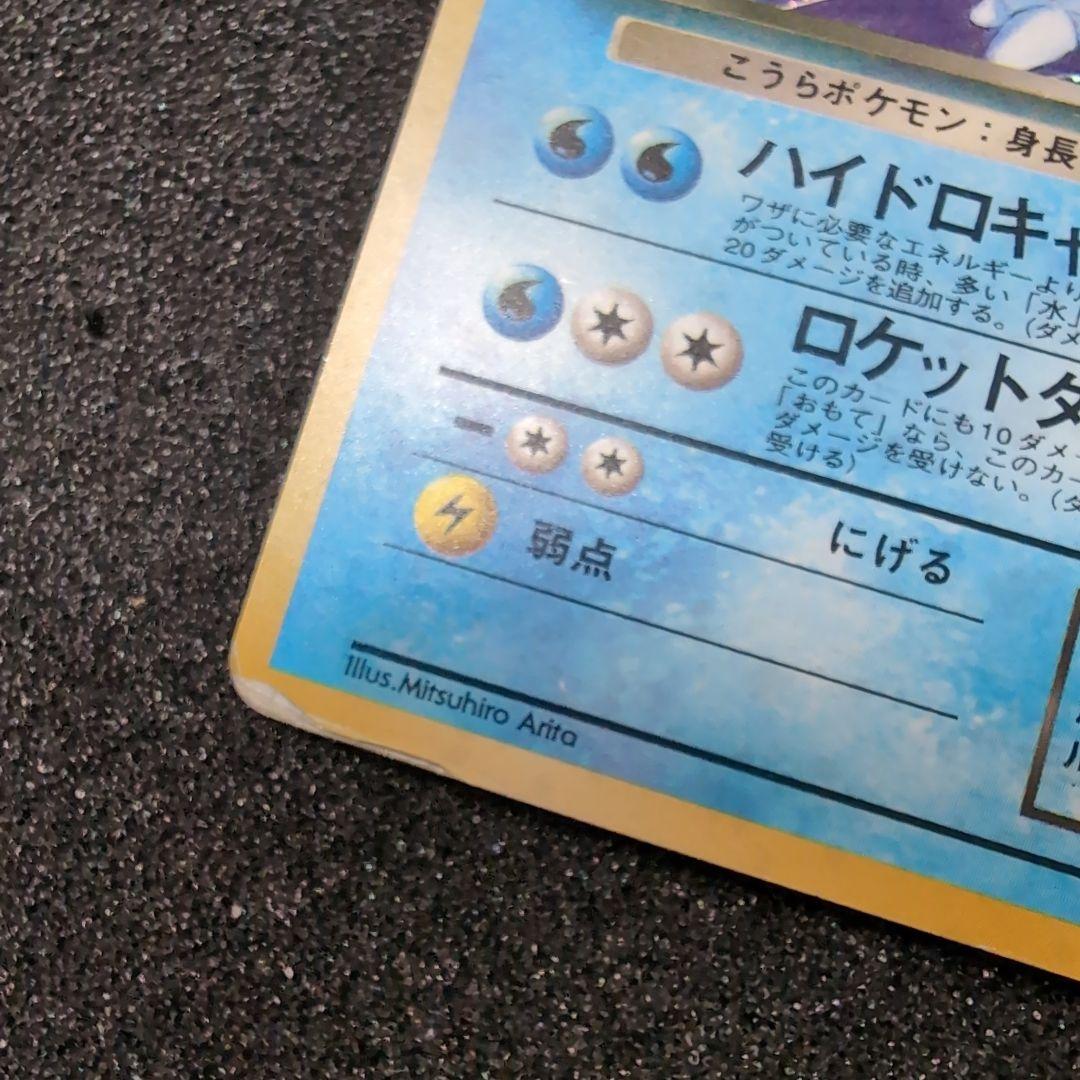 こうらポケモン：身長
ハイドロキャ
ワザに必要なエネルギーより
がついている時、多い「水」
20ダメージを追加する。(ダメ
ロケットタ
このカードにも10ダメー
「おもて」なら、このカー
ダメージを受けない。(ダ
受ける)
弱点
にげる
Illus.Mitsuhiro Arita